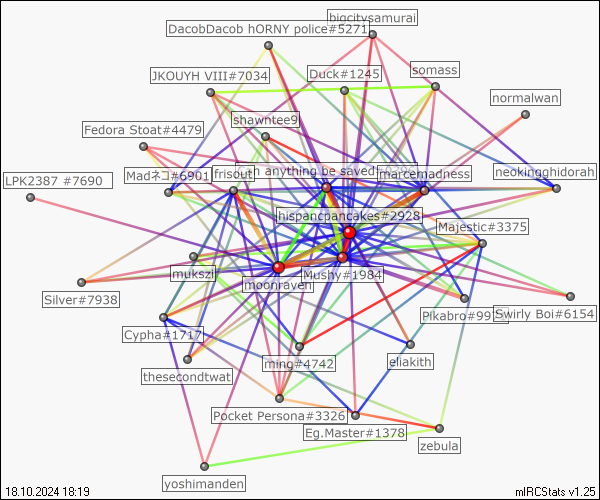 bigcitysamurai
DacobDacob hORNY police#5271
JKOUYH VIII#7034
Duck#1245
somass
normalwan
shawntee9
Fedora Stoat#4479
LPK2387 #7690
Madネコ#6901
frisout
h anything be saved
marcemadness
neokingghidorah
hispancpancakes#2928
Majestic#3375
mukszi
moonraven
Mushy#1984
Silver#7938
Pikabro#99
Swirly Boi#6154
Cypha#1717
ming#4742
eliakith
thesecondtwat
Pocket Persona#3326
Eg.Master#1378
zebula
yoshimanden
18.10.2024 18:19
mIRCStats v1.25